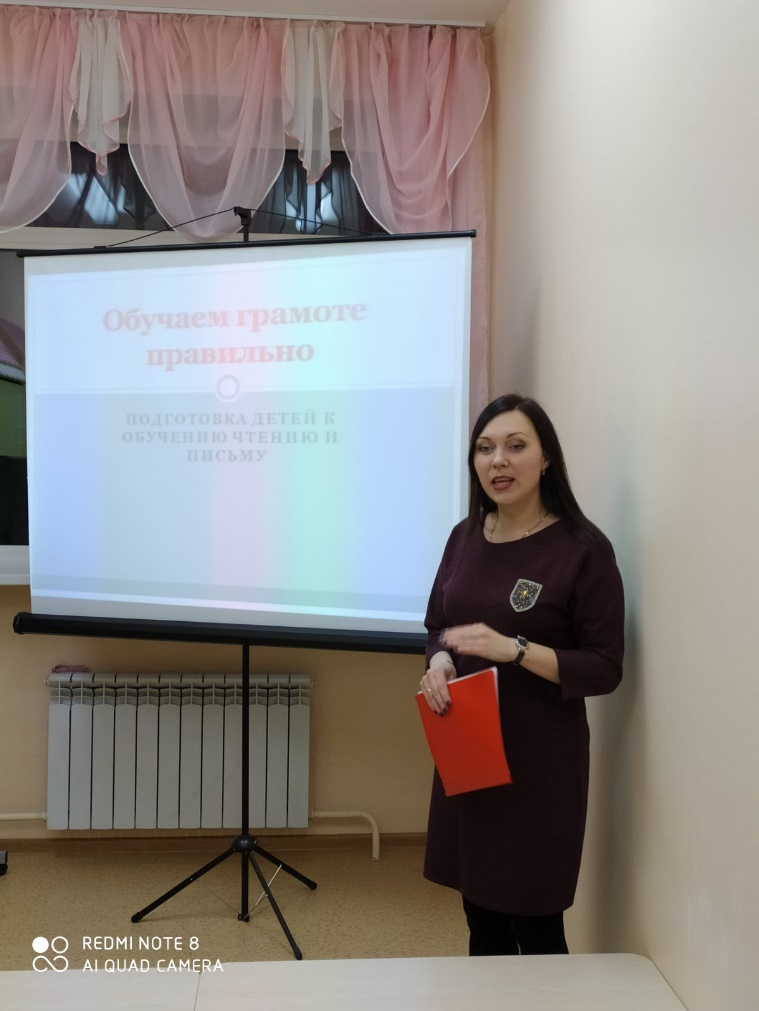 Обучаем грамоте
правильно
ПОДГОТОВКА ДЕТЕЙ К
ОБУЧЕНИЮ ЧТЕНИЮ И
ПИСЬМУ
REDMI NOTE 8
AI QUAD CAMERA